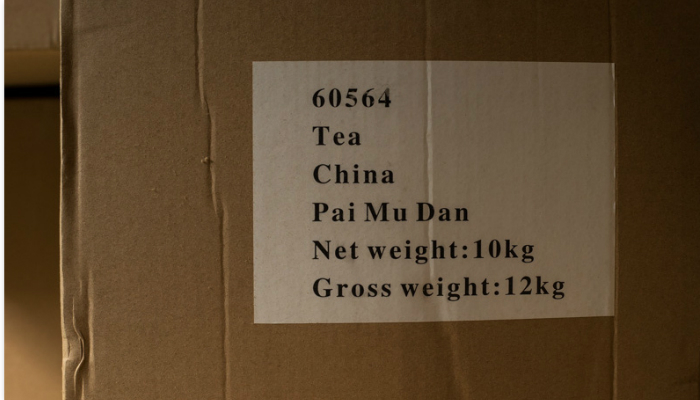 60564
Tea
China
Pai Mu Dan
Net weight:10kg
Gross weight:12kg